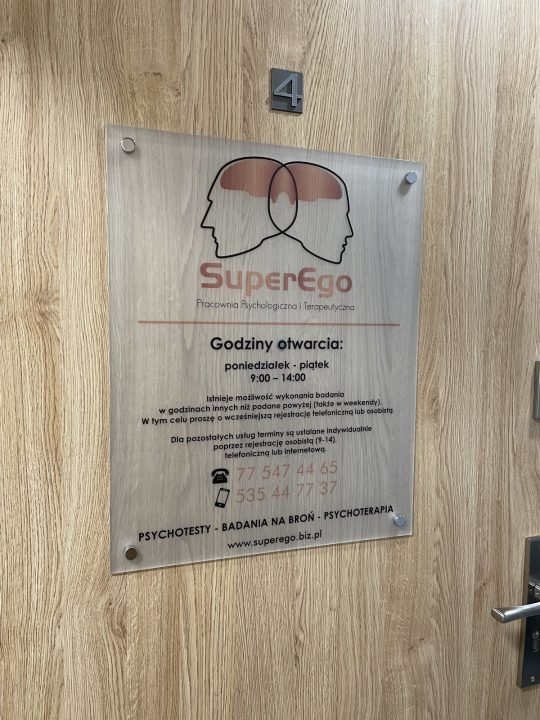 4
SuperEgo
Pracownia Psychologiczna i Terapeutyczna
Godziny otwarcia:
poniedziałek - piątek
9:00 – 14:00
Istnieje możliwość wykonania badania
w godzinach innych niż podane powyżej (także w weekendy).
W tym celu proszę o wcześniejszą rejestrację telefoniczną lub osobistą.
Dla pozostałych usług terminy są ustalane indywidualnie
poprzez rejestrację osobistą (9-14),
telefoniczną lub internetową.
77 547 44 65
535 44 77 37
PSYCHOTESTY - BADANIA NA BROŃ - PSYCHOTERAPIA
www.superego.biz.pl